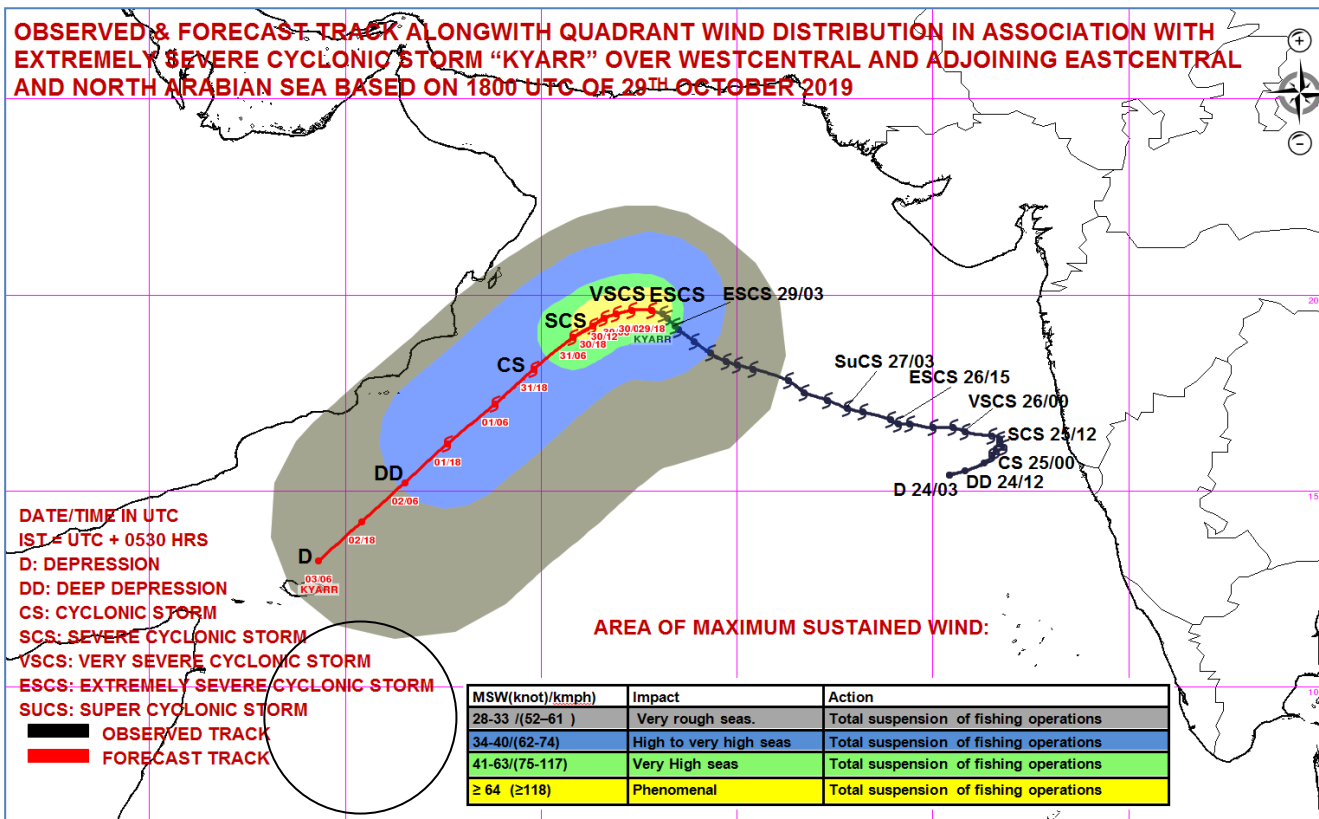 OBSERVED & FORECAST TRACK ALONGWITH QUADRANT WIND DISTRIBUTION IN ASSOCIATION WITH
EXTREMELY SEVERE CYCLONIC STORM “KYARR” OVER WESTCENTRAL AND ADJOINING EASTCENTRAL
AND NORTH ARABIAN SEA BASED ON 1800 UTC OF 29TH OCTOBER 2019
VSCS ESCS ESCS 29/03
20
SCS
30/12
29/18
KYARR
30/18
31/06
CS
31/18
SuCS 27/03
ESCS 26/15
VSCS 26/00
01/06
SCS 25/12
01/18
CS 25/00
DD
DD 24/12
D 24/03
02/06
15
02/18
D
03/06
KYARR
DATE/TIME IN UTC
IST = UTC + 0530 HRS
D: DEPRESSION
DD: DEEP DEPRESSION
CS: CYCLONIC STORM
SCS: SEVERE CYCLONIC STORM
VSCS: VERY SEVERE CYCLONIC STORM
ESCS: EXTREMELY SEVERE CYCLONIC STORM
SUCS: SUPER CYCLONIC STORM
OBSERVED TRACK
FORECAST TRACK
AREA OF MAXIMUM SUSTAINED WIND:
10
MSW(knot)/kmph) Impact Action
28-33 /(52–61 ) Very rough seas. Total suspension of fishing operations
34-40/(62-74) High to very high seas Total suspension of fishing operations
41-63/(75-117) Very High seas Total suspension of fishing operations
≥ 64 (≥118) Phenomenal Total suspension of fishing operations